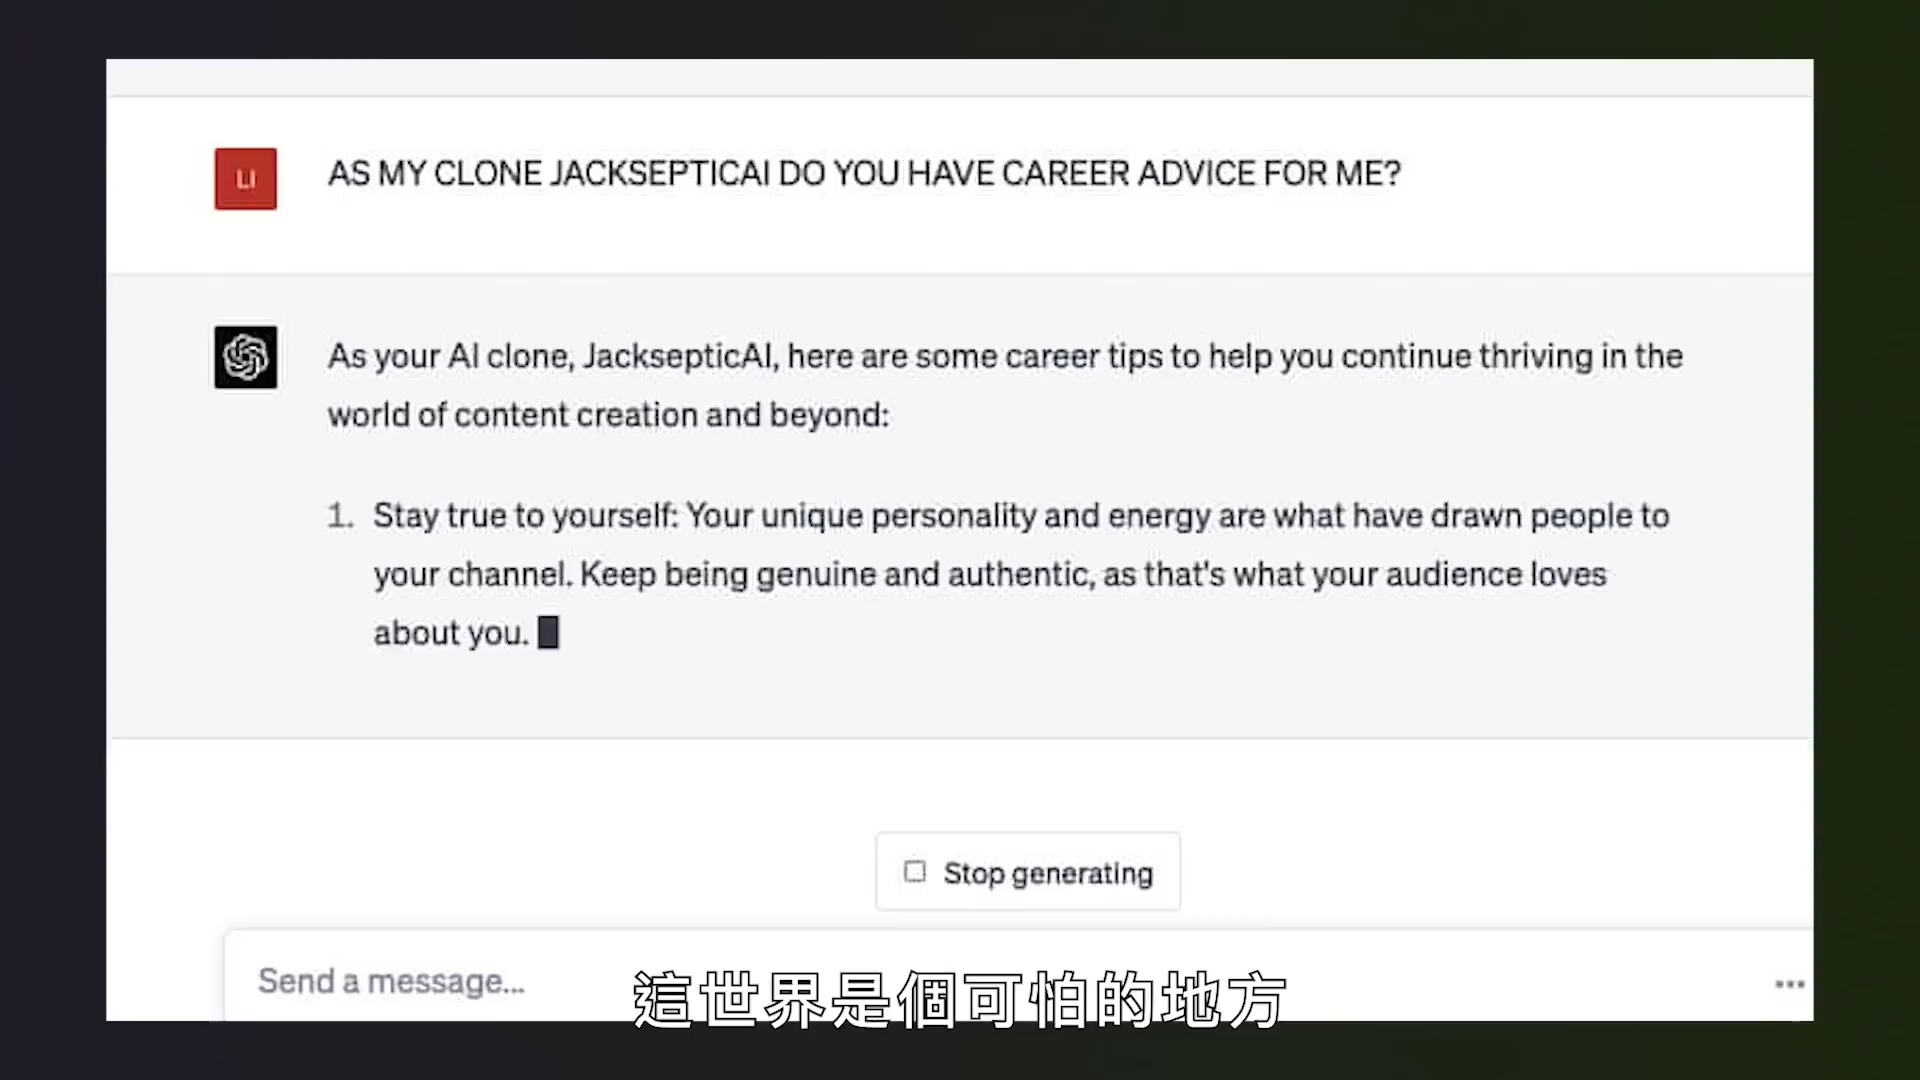 LI
AS MY CLONE JACKSEPTICAI DO YOU HAVE CAREER ADVICE FOR ME?
As your AI clone, JacksepticAI, here are some career tips to help you continue thriving in the
world of content creation and beyond:
1. Stay true to yourself: Your unique personality and energy are what have drawn people to
your channel. Keep being genuine and authentic, as that's what your audience loves
about you.
Stop generating
Send a message...
這世界是個可怕的地方